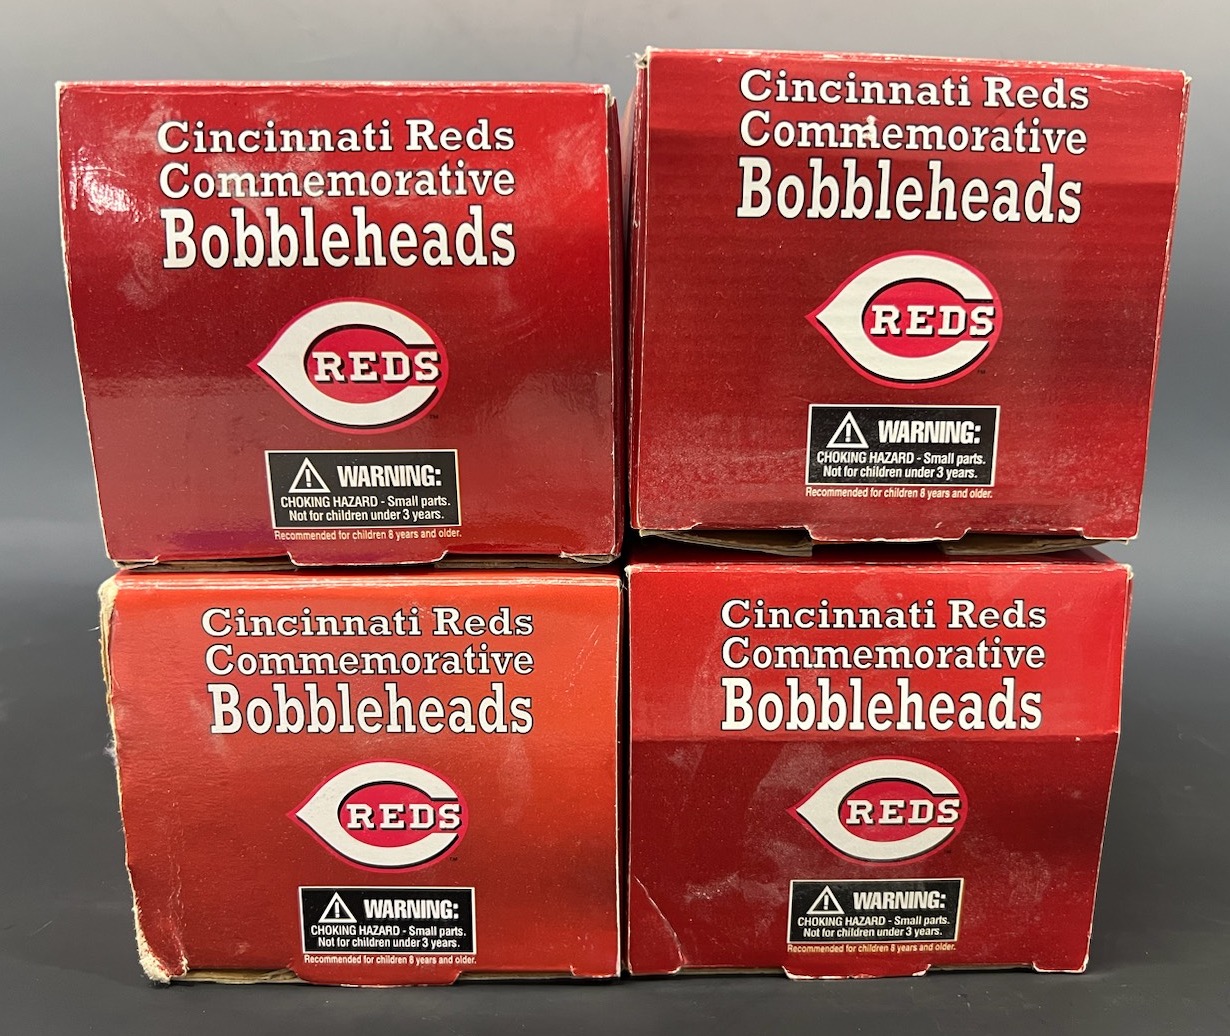 Cincinnati Reds
Commemorative
Bobbleheads
REDS
TM
WARNING:
CHOKING HAZARD - Small parts.
Not for children under 3 years.
Recommended for children 8 years and older.
Cincinnati Reds
Commemorative
Bobbleheads
REDS
TM
WARNING:
CHOKING HAZARD - Small parts.
Not for children under 3 years.
Recommended for children 8 years and older.
Cincinnati Reds
Commemorative
Bobbleheads
REDS
TM
WARNING:
CHOKING HAZARD - Small parts.
Not for children under 3 years.
Recommended for children 8 years and older.
Cincinnati Reds
Commemorative
Bobbleheads
REDS
WARNING:
CHOKING HAZARD - Small parts.
Not for children under 3 years.
Recommended for children 8 years and older.